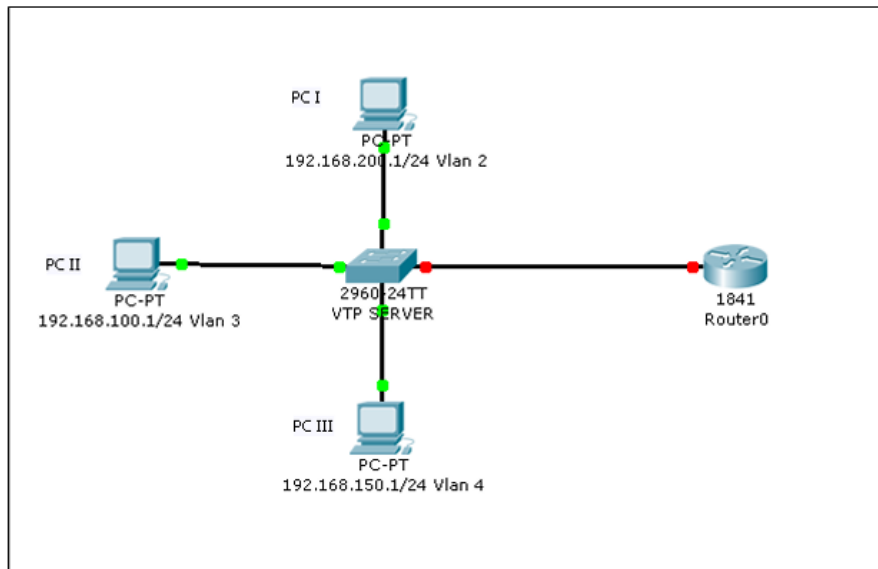 PC I
PC-PT
192.168.200.1/24 Vlan 2
PC II
PC-PT
192.168.100.1/24 Vlan 3
2960-24TT
VTP SERVER
1841
Router0
PC III
PC-PT
192.168.150.1/24 Vlan 4